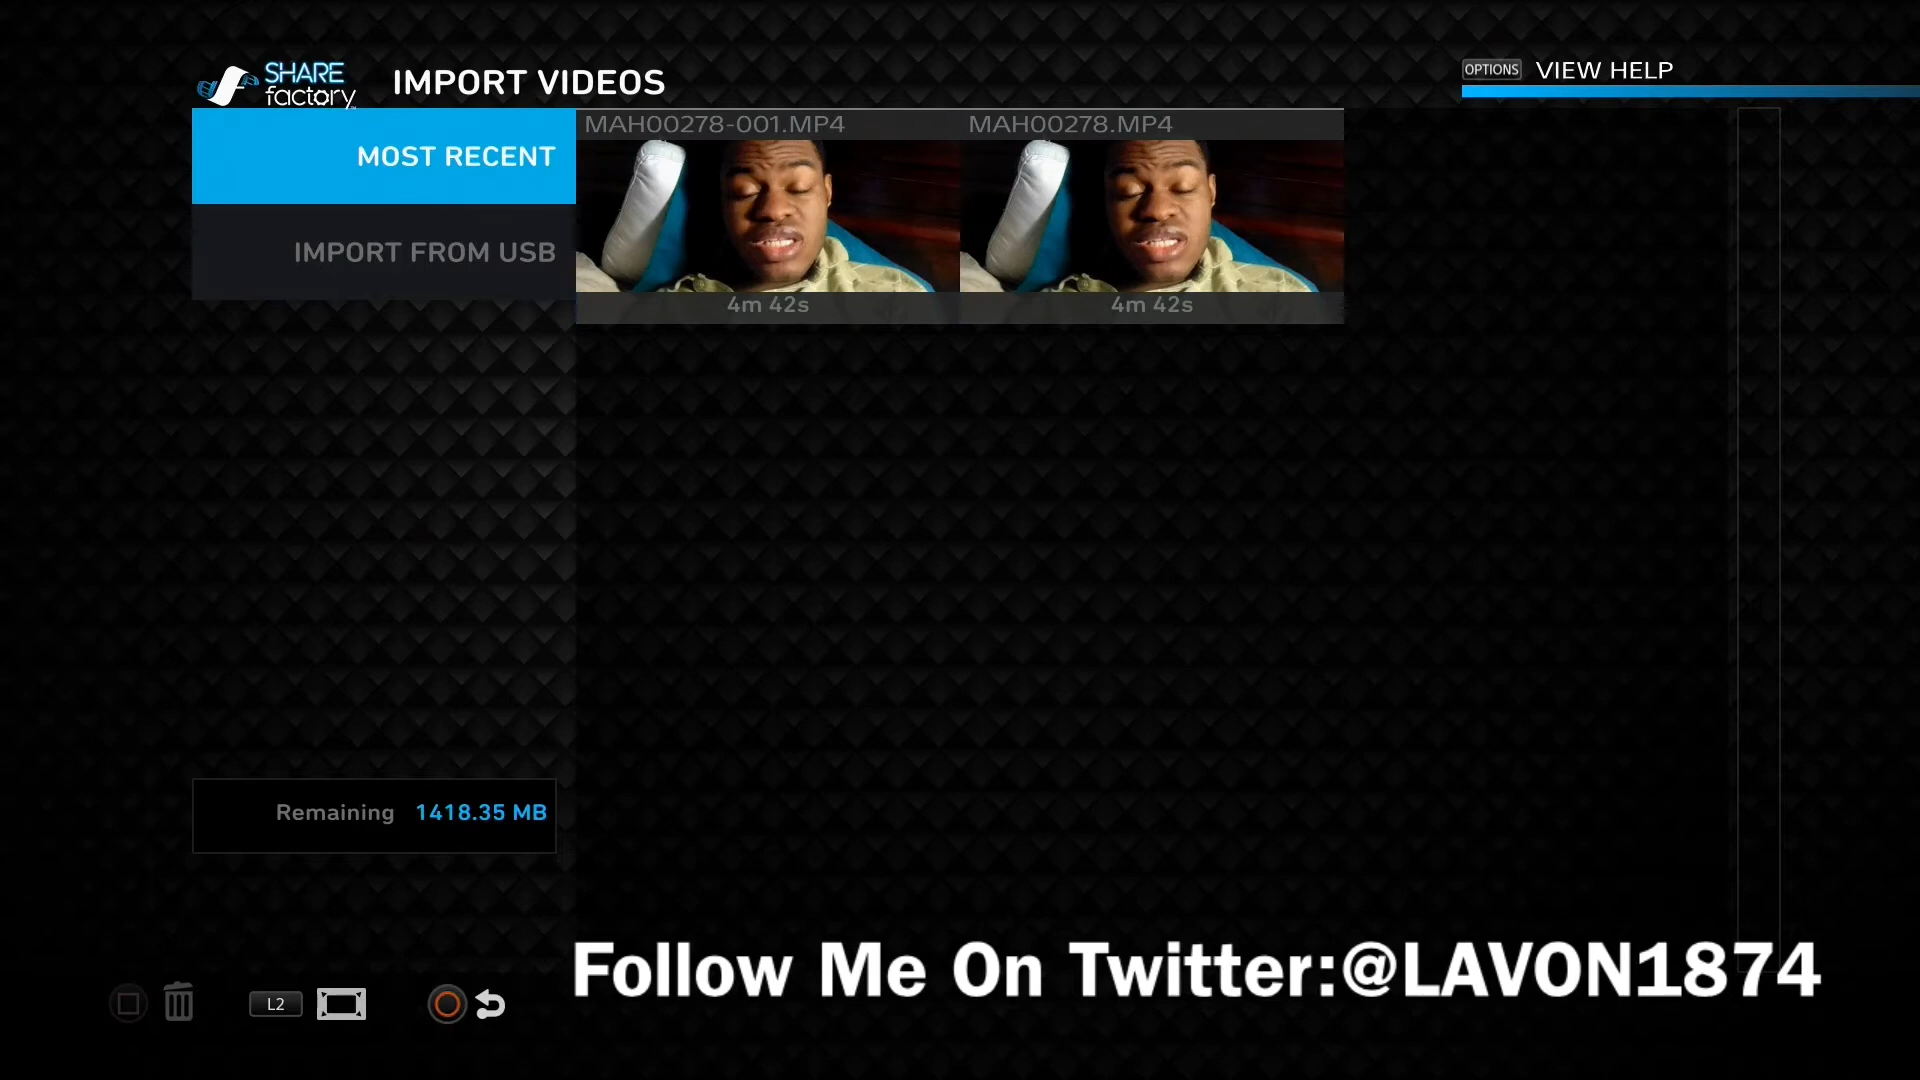 SHARE
factory™
IMPORT VIDEOS
OPTIONS VIEW HELP
MOST RECENT
IMPORT FROM USB
MAH00278-001.MP4
MAH00278.MP4
4m 42s
4m 42s
Remaining 1418.35 MB
L2
Follow Me On Twitter:@LAVON1874